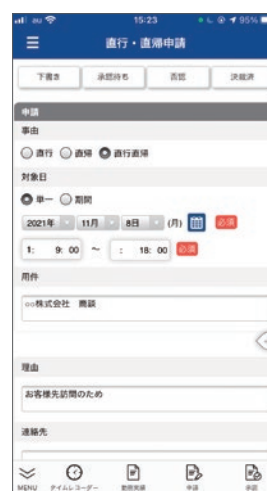 au 15:23 95%
直行・直帰申請
下書き 承認待ち 否認 決裁済
申請
事由
直行 直帰 直行直帰
対象日
単一 期間
2021年 11月 8日 (月) 必須
1: 9: 00 ~ : 18: 00 必須
用件
○○株式会社 商談
理由
お客様先訪問のため
連絡先
MENU タイムレコーダー 勤務実績 申請 承認